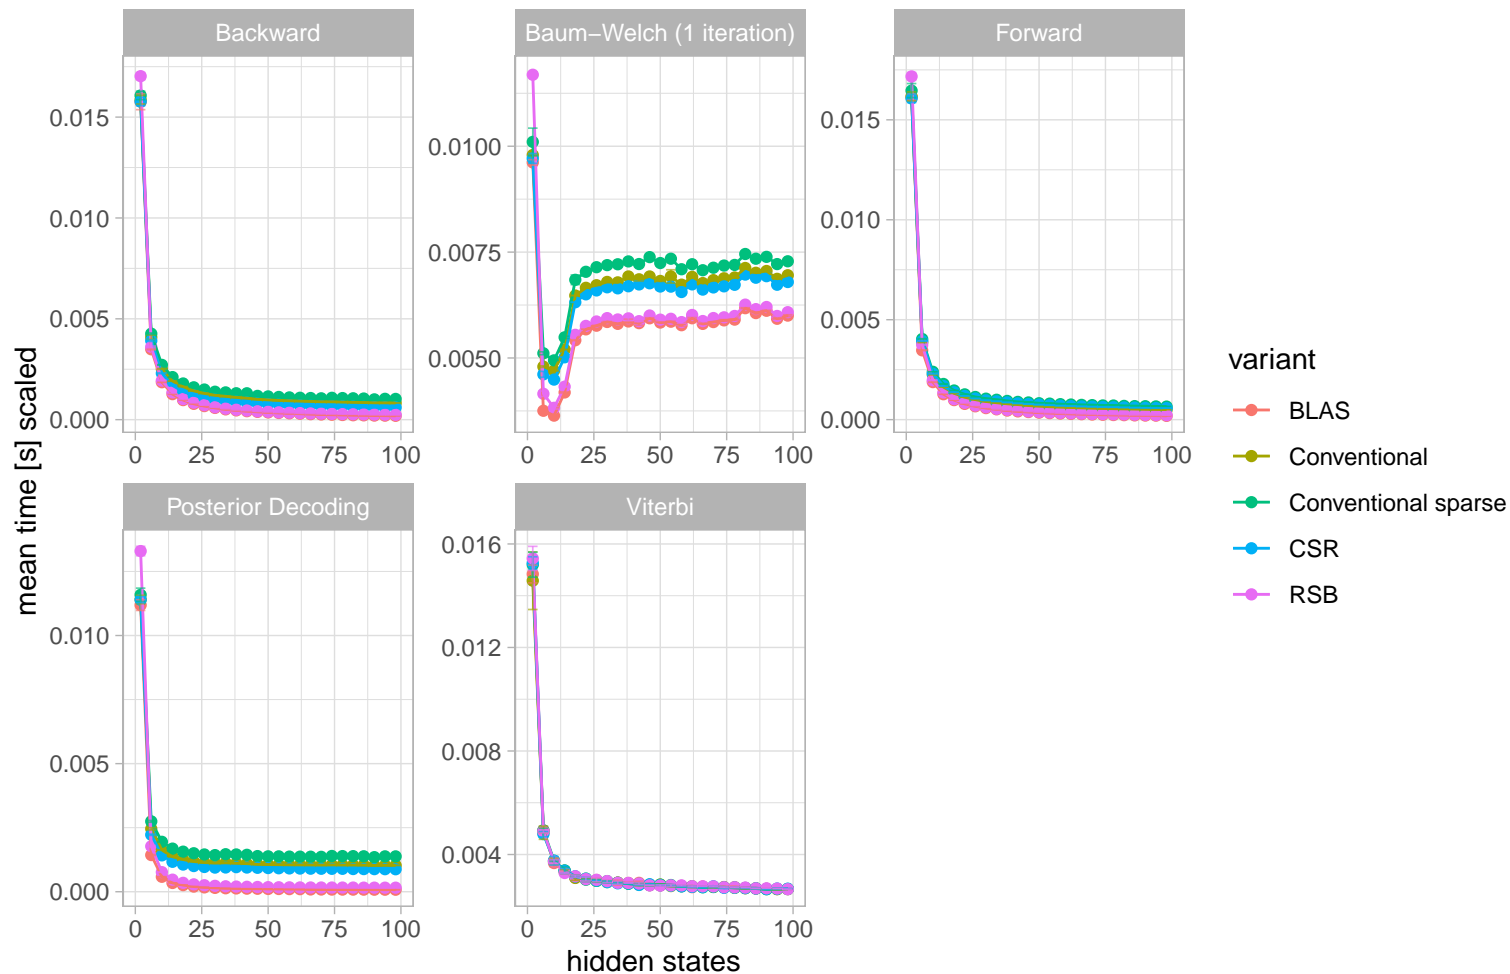 Backward
Baum−Welch (1 iteration)
Forward
0.015
0.010
0.005
0.000
0.0100
0.0075
0.0050
0.015
0.010
0.005
0.000
0 25 50 75 100
0 25 50 75 100
0 25 50 75 100
mean time [s] scaled
Posterior Decoding
Viterbi
0.010
0.005
0.000
0.016
0.012
0.008
0.004
0 25 50 75 100
0 25 50 75 100
hidden states
variant
BLAS
Conventional
Conventional sparse
CSR
RSB